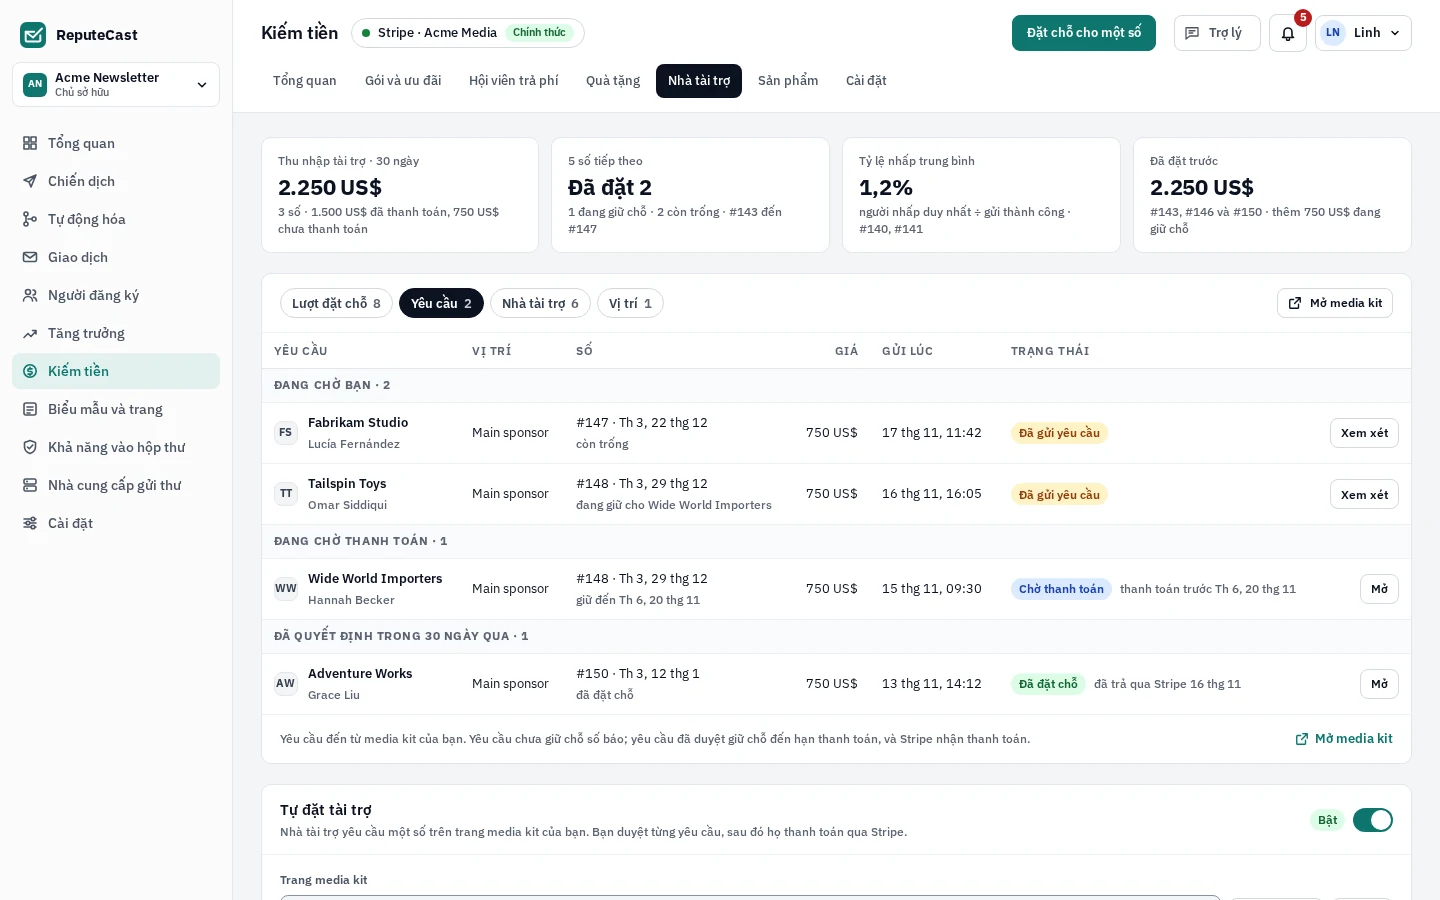 ReputeCast
AN
Acme Newsletter
Chủ sở hữu
Tổng quan
Chiến dịch
Tự động hóa
Giao dịch
Người đăng ký
Tăng trưởng
Kiếm tiền
Biểu mẫu và trang
Khả năng vào hộp thư
Nhà cung cấp gửi thư
Cài đặt
Kiếm tiền
Stripe · Acme Media Chính thức
Đặt chỗ cho một số
Trợ lý
5
LN Linh
Tổng quan Gói và ưu đãi Hội viên trả phí Quà tặng Nhà tài trợ Sản phẩm Cài đặt
Thu nhập tài trợ · 30 ngày
2.250 US$
3 số · 1.500 US$ đã thanh toán, 750 US$
chưa thanh toán
5 số tiếp theo
Đã đặt 2
1 đang giữ chỗ · 2 còn trống · #143 đến
#147
Tỷ lệ nhấp trung bình
1,2%
người nhấp duy nhất ÷ gửi thành công ·
#140, #141
Đã đặt trước
2.250 US$
#143, #146 và #150 · thêm 750 US$ đang
giữ chỗ
Lượt đặt chỗ 8 Yêu cầu 2 Nhà tài trợ 6 Vị trí 1
Mở media kit
YÊU CẦU VỊ TRÍ SỐ GIÁ GỬI LÚC TRẠNG THÁI
ĐANG CHỜ BẠN · 2
FS Fabrikam Studio Main sponsor #147 · Th 3, 22 thg 12 750 US$ 17 thg 11, 11:42 Đã gửi yêu cầu Xem xét
Lucía Fernández còn trống
TT Tailspin Toys Main sponsor #148 · Th 3, 29 thg 12 750 US$ 16 thg 11, 16:05 Đã gửi yêu cầu Xem xét
Omar Siddiqui đang giữ cho Wide World Importers
ĐANG CHỜ THANH TOÁN · 1
WW Wide World Importers Main sponsor #148 · Th 3, 29 thg 12 750 US$ 15 thg 11, 09:30 Chờ thanh toán thanh toán trước Th 6, 20 thg 11 Mở
Hannah Becker giữ đến Th 6, 20 thg 11
ĐÃ QUYẾT ĐỊNH TRONG 30 NGÀY QUA · 1
AW Adventure Works Main sponsor #150 · Th 3, 12 thg 1 750 US$ 13 thg 11, 14:12 Đã đặt chỗ đã trả qua Stripe 16 thg 11 Mở
Grace Liu đã đặt chỗ
Yêu cầu đến từ media kit của bạn. Yêu cầu chưa giữ chỗ số báo; yêu cầu đã duyệt giữ chỗ đến hạn thanh toán, và Stripe nhận thanh toán.
Mở media kit
Tự đặt tài trợ
Nhà tài trợ yêu cầu một số trên trang media kit của bạn. Bạn duyệt từng yêu cầu, sau đó họ thanh toán qua Stripe.
Bật
Trang media kit